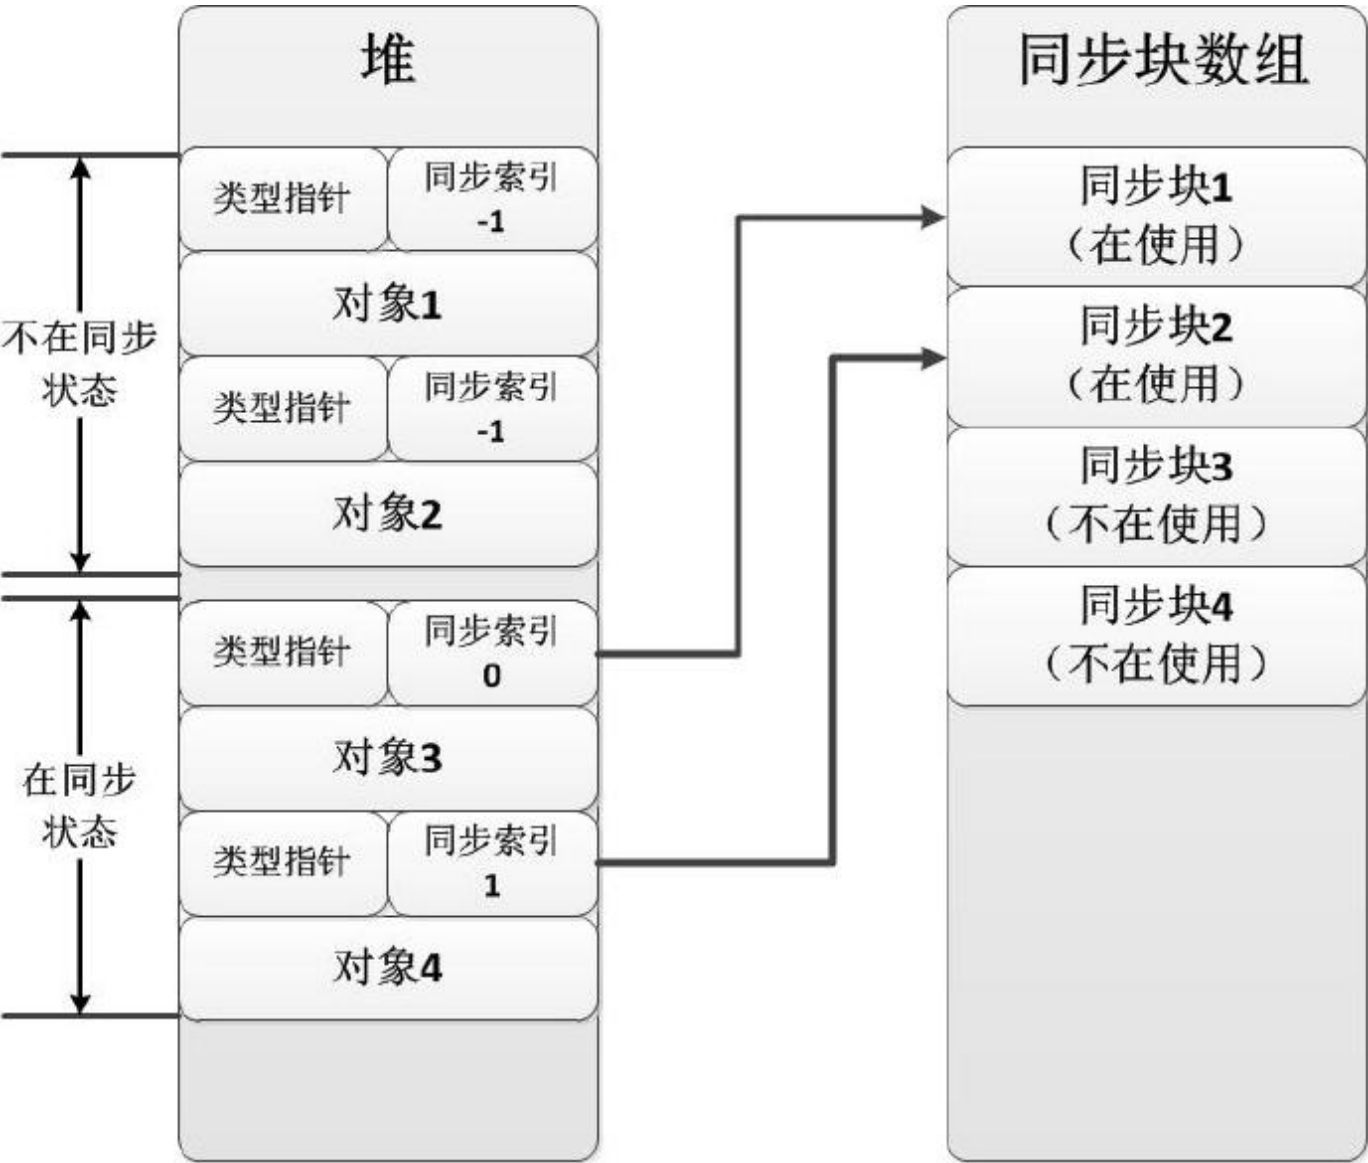 堆
类型指针
同步索引
-1
对象1
类型指针
同步索引
-1
对象2
不在同步
状态
类型指针
同步索引
0
对象3
类型指针
同步索引
1
对象4
在同步
状态
同步块数组
同步块1
（在使用）
同步块2
（在使用）
同步块3
（不在使用）
同步块4
（不在使用）